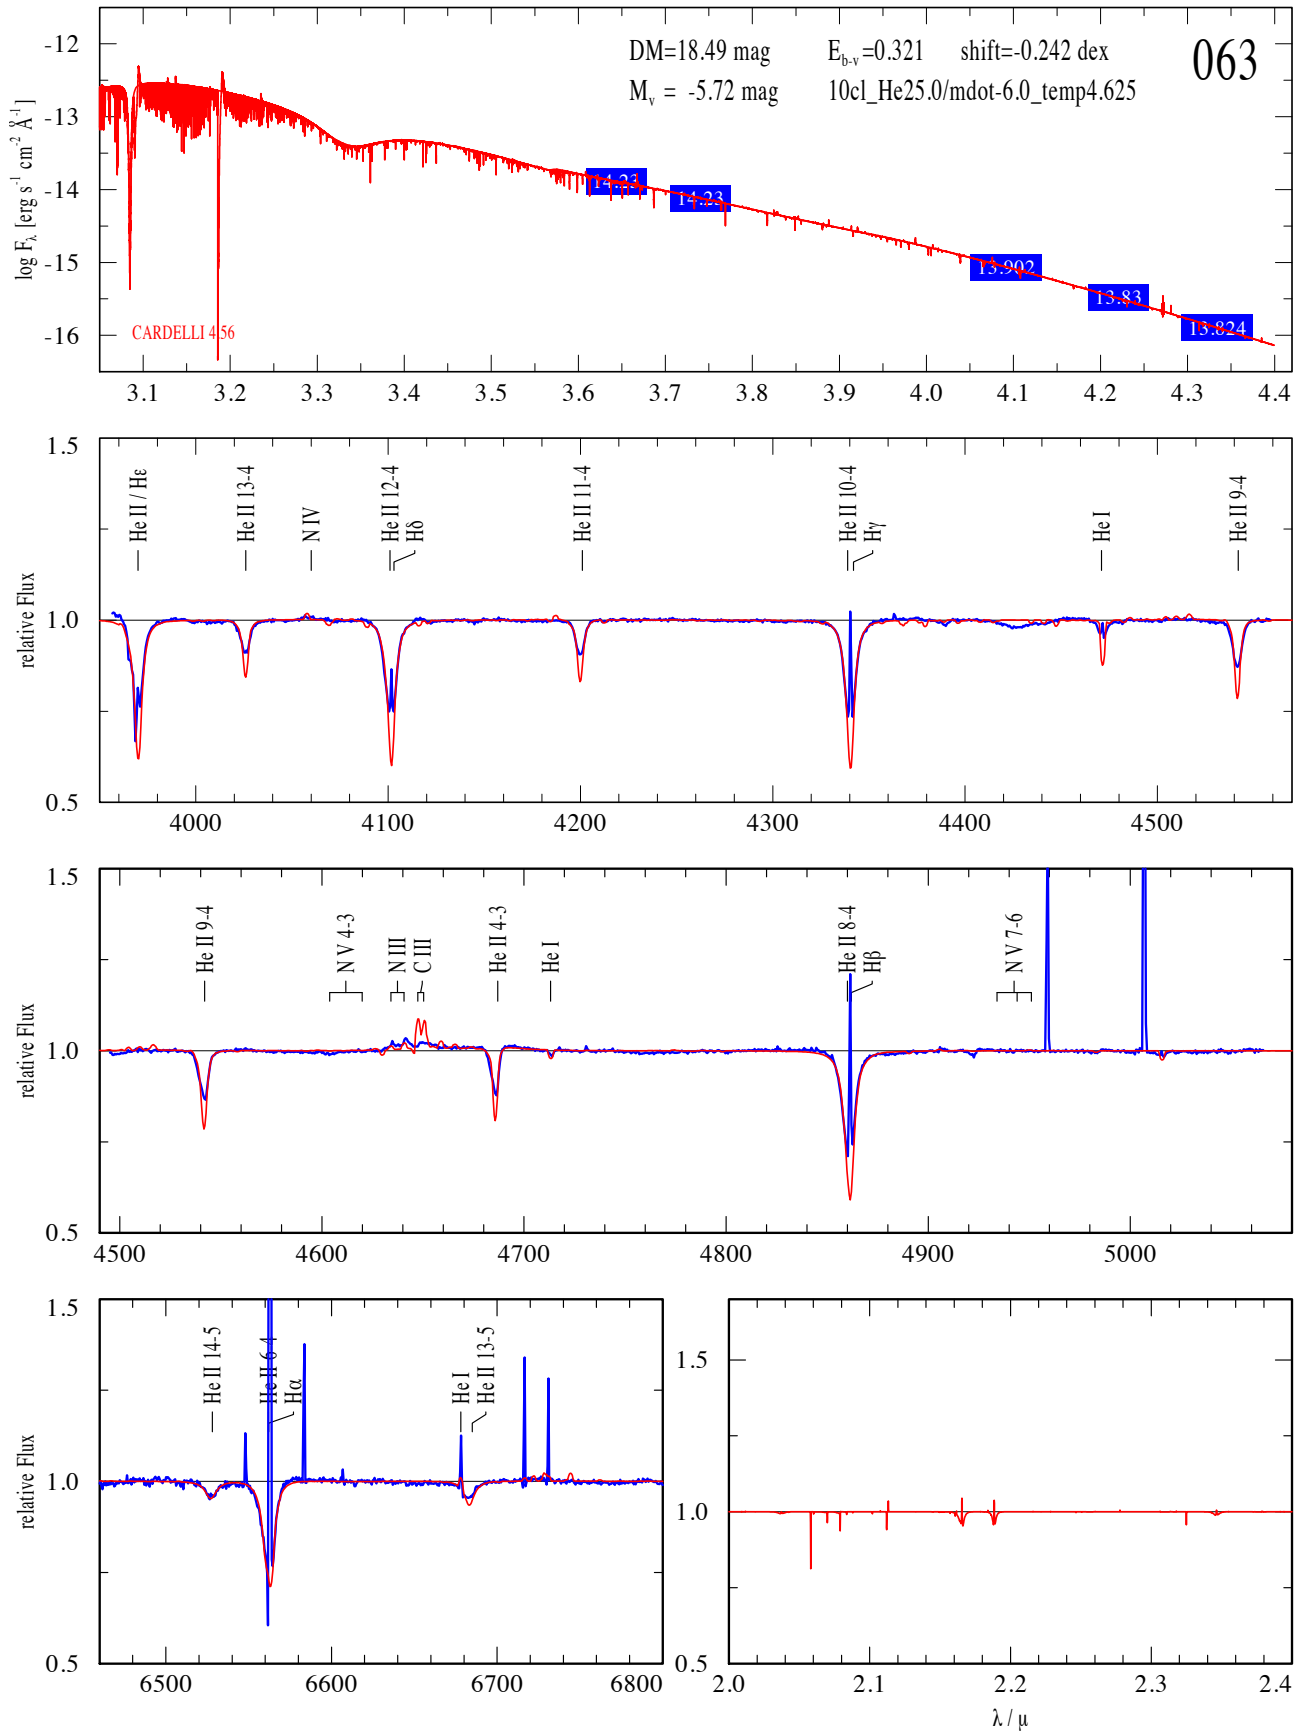 DM=18.49 mag E_b-v=0.321 shift=-0.242 dex 063
M_v = -5.72 mag 10cl_He25.0/mdot-6.0_temp4.625
log F_λ [erg s⁻¹ cm⁻² Å⁻¹]
-12
-13
-14
-15
-16
14.23
14.23
13.902
13.83
13.824
CARDELLI 4.56
3.1 3.2 3.3 3.4 3.5 3.6 3.7 3.8 3.9 4.0 4.1 4.2 4.3 4.4
relative Flux
1.5
1.0
0.5
He II / Hε
He II 13-4
N IV
He II 12-4
Hδ
He II 11-4
He II 10-4
Hγ
He I
He II 9-4
4000 4100 4200 4300 4400 4500
relative Flux
1.5
1.0
0.5
He II 9-4
N V 4-3
N III
C III
He II 4-3
He I
He II 8-4
Hβ
N V 7-6
4500 4600 4700 4800 4900 5000
relative Flux
1.5
1.0
0.5
He II 14-5
He II 6-4
Hα
He I
He II 13-5
6500 6600 6700 6800
1.5
1.0
0.5
2.0 2.1 2.2 2.3 2.4
λ / μ